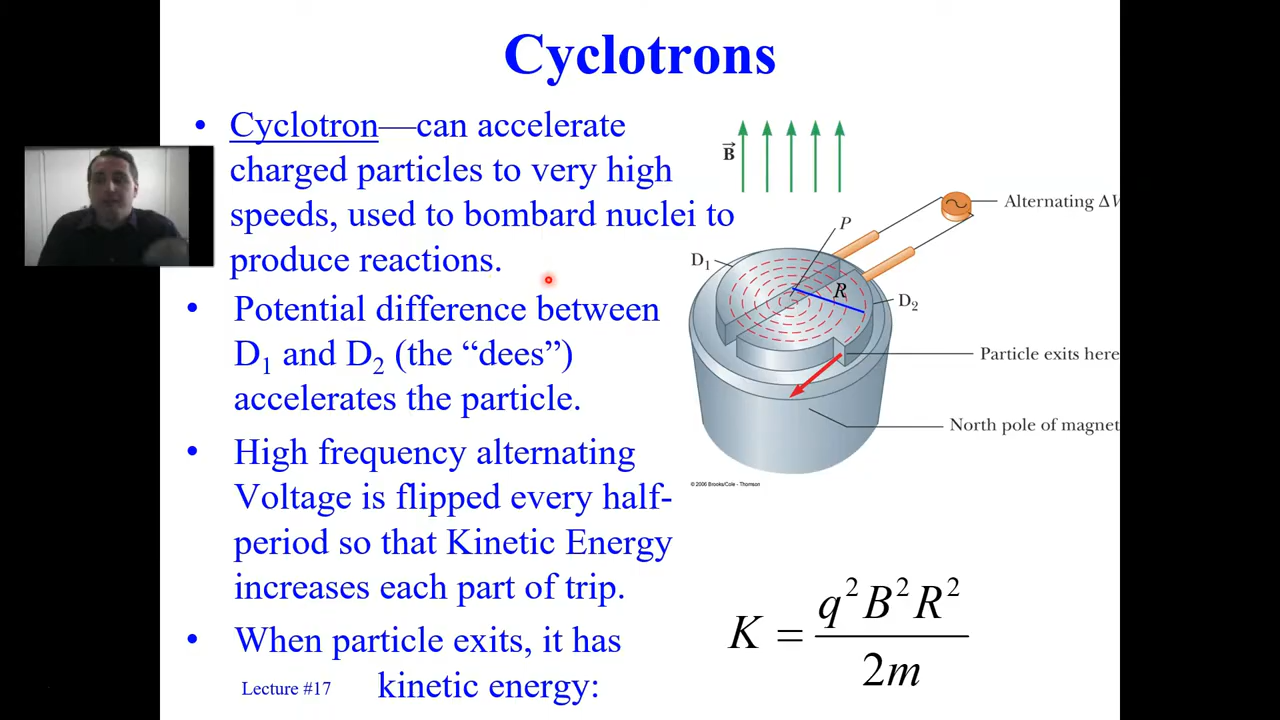 Cyclotrons
• Cyclotron—can accelerate
charged particles to very high
speeds, used to bombard nuclei to
produce reactions.
• Potential difference between
D1 and D2 (the “dees”)
accelerates the particle.
• High frequency alternating
Voltage is flipped every half-
period so that Kinetic Energy
increases each part of trip.
• When particle exits, it has
kinetic energy:
Lecture #17
B
Alternating ΔV
P
D1
R
D2
Particle exits here
North pole of magnet
© 2006 Brooks/Cole - Thomson
K = q²B²R² / 2m